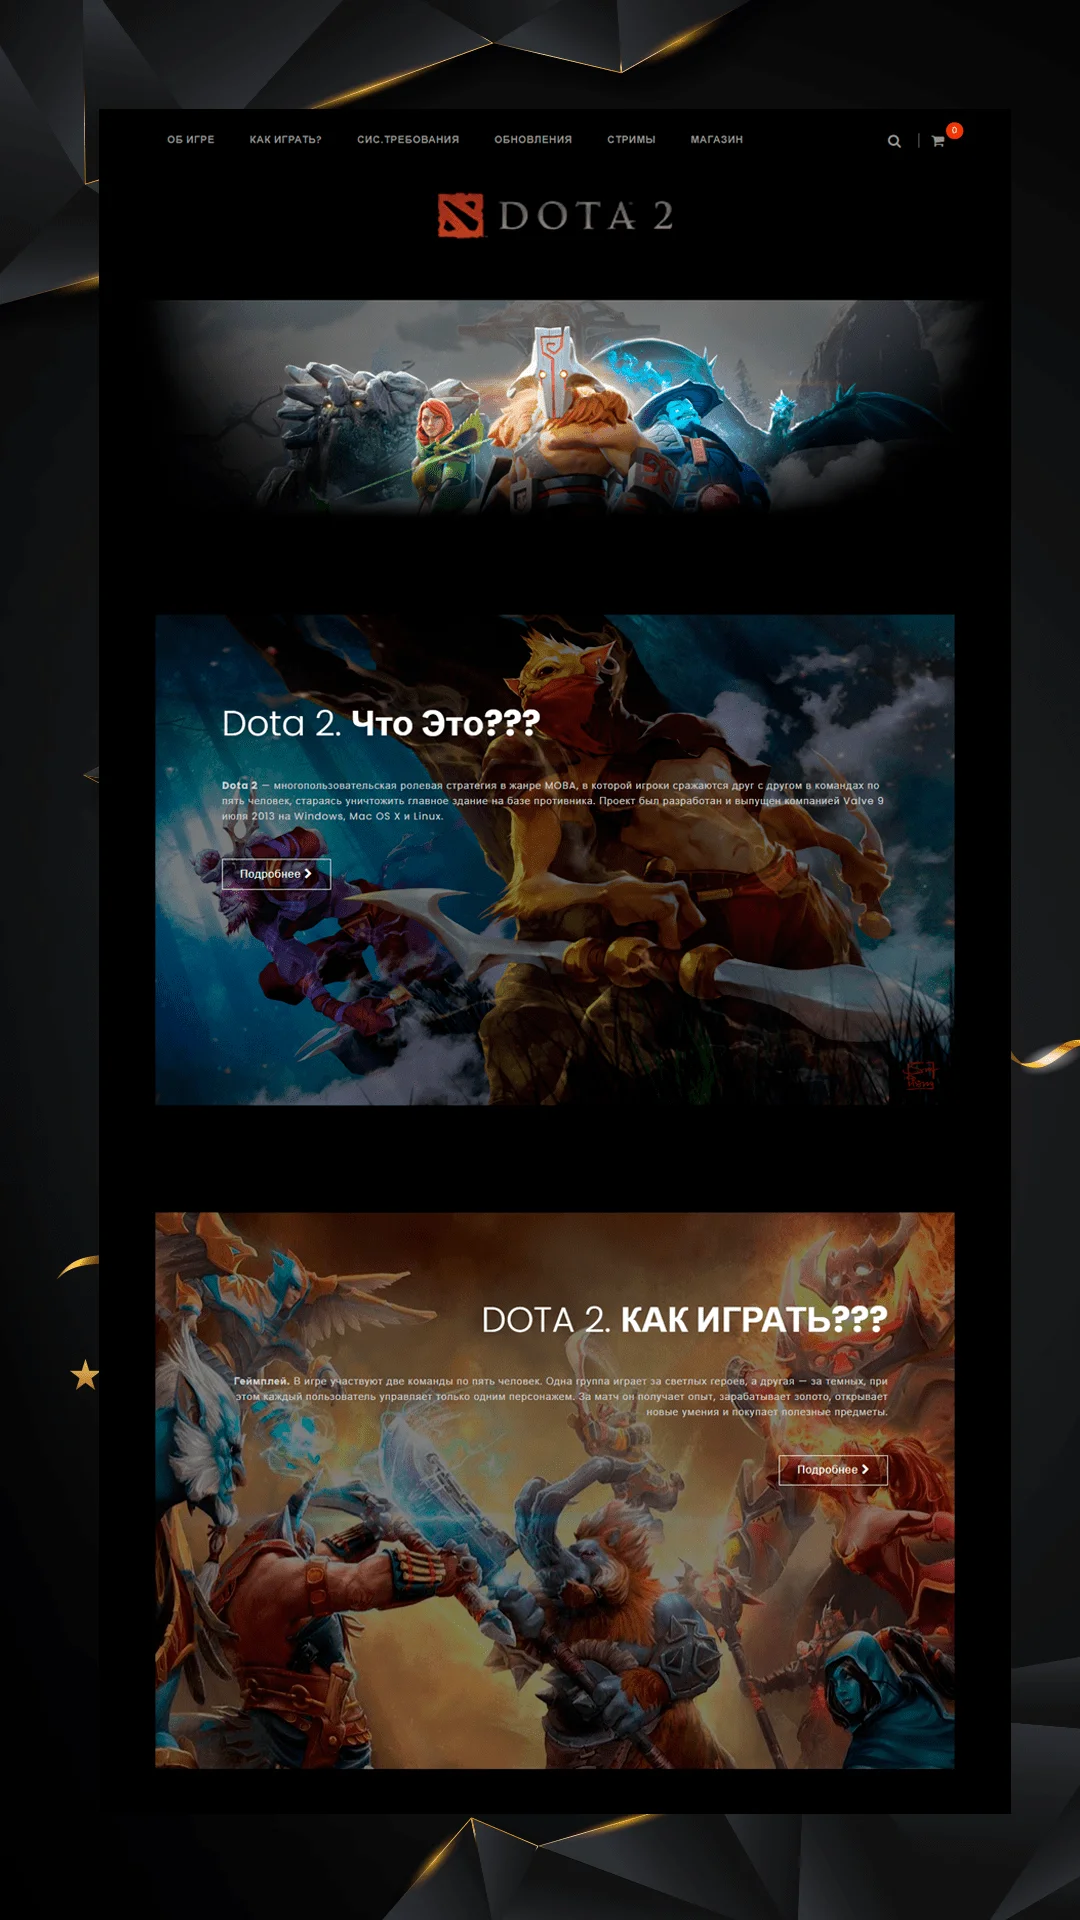 ОБ ИГРЕ КАК ИГРАТЬ? СИС.ТРЕБОВАНИЯ ОБНОВЛЕНИЯ СТРИМЫ МАГАЗИН 0
DOTA 2
Dota 2. Что Это???
Dota 2 — многопользовательская ролевая стратегия в жанре MOBA, в которой игроки сражаются друг с другом в командах по
пять человек, стараясь уничтожить главное здание на базе противника. Проект был разработан и выпущен компанией Valve 9
июля 2013 на Windows, Mac OS X и Linux.
Подробнее
DOTA 2. КАК ИГРАТЬ???
Геймплей. В игре участвуют две команды по пять человек. Одна группа играет за светлых героев, а другая — за темных, при
этом каждый пользователь управляет только одним персонажем. За матч он получает опыт, зарабатывает золото, открывает
новые умения и покупает полезные предметы.
Подробнее